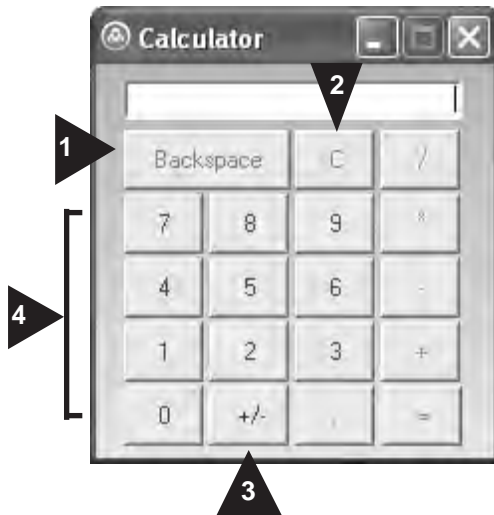 Calculator
2
1
Backspace C /
7 8 9 *
4
4 5 6 -
1 2 3 +
0 +/- . =
3